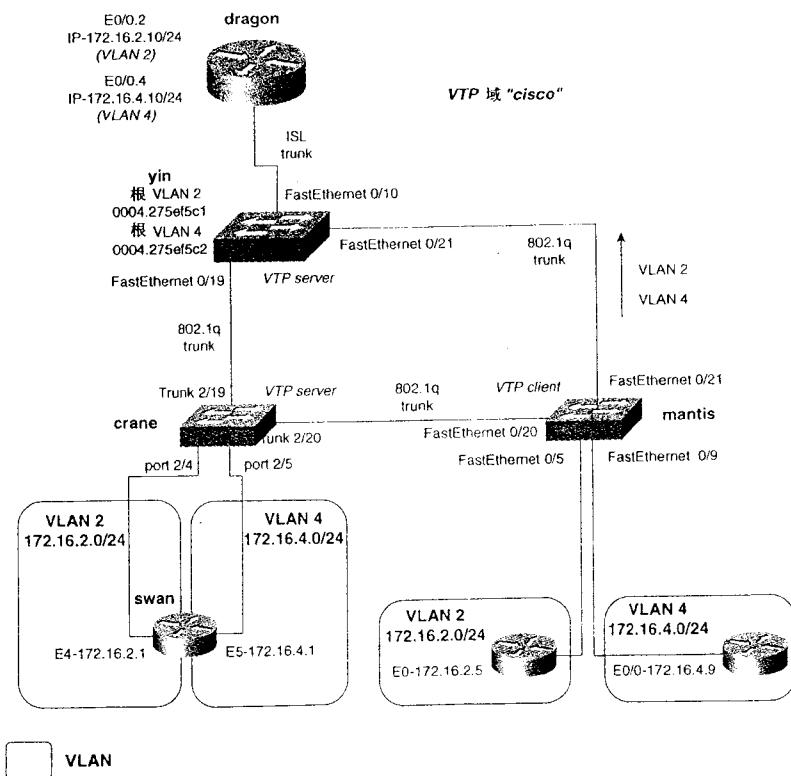 E0/0.2
IP-172.16.2.10/24
(VLAN 2)
E0/0.4
IP-172.16.4.10/24
(VLAN 4)
dragon
VTP 域 "cisco"
ISL
trunk
yin
根 VLAN 2
0004.275ef5c1
根 VLAN 4
0004.275ef5c2
FastEthernet 0/10
FastEthernet 0/21
FastEthernet 0/19
VTP server
802.1q
trunk
VLAN 2
VLAN 4
802.1q
trunk
Trunk 2/19
VTP server
802.1q
trunk
VTP client
FastEthernet 0/21
crane
mantis
runk 2/20
FastEthernet 0/20
port 2/4
port 2/5
FastEthernet 0/5
FastEthernet 0/9
VLAN 2
172.16.2.0/24
VLAN 4
172.16.4.0/24
swan
E4-172.16.2.1
E5-172.16.4.1
VLAN 2
172.16.2.0/24
E0-172.16.2.5
VLAN 4
172.16.4.0/24
E0/0-172.16.4.9
VLAN